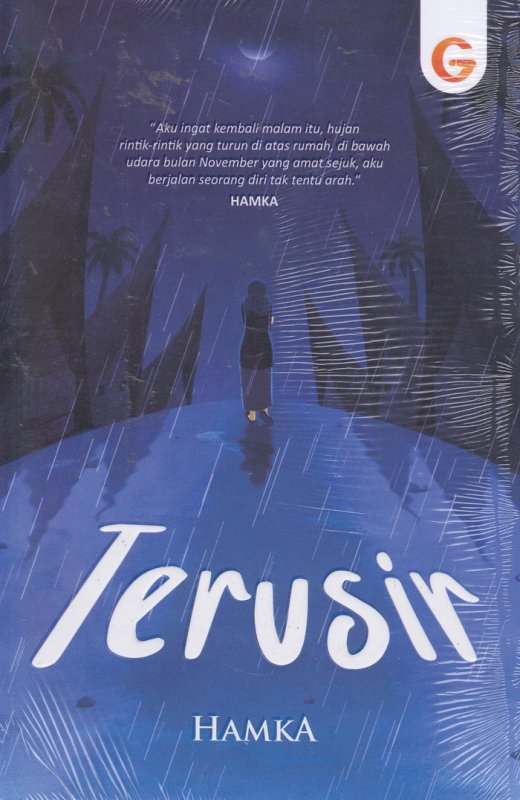 G
"Aku ingat kembali malam itu, hujan
rintik-rintik yang turun di atas rumah, di bawah
udara bulan November yang amat sejuk, aku
berjalan seorang diri tak tentu arah."
HAMKA
Terusir
HAMKA